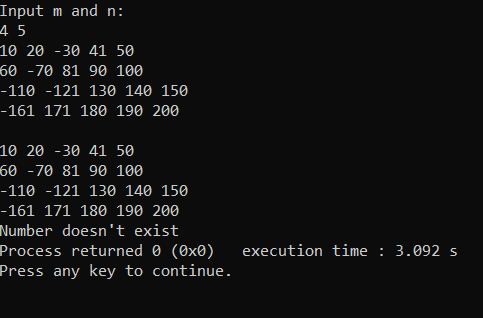 Input m and n:
4 5
10 20 -30 41 50
60 -70 81 90 100
-110 -121 130 140 150
-161 171 180 190 200

10 20 -30 41 50
60 -70 81 90 100
-110 -121 130 140 150
-161 171 180 190 200
Number doesn't exist
Process returned 0 (0x0)   execution time : 3.092 s
Press any key to continue.